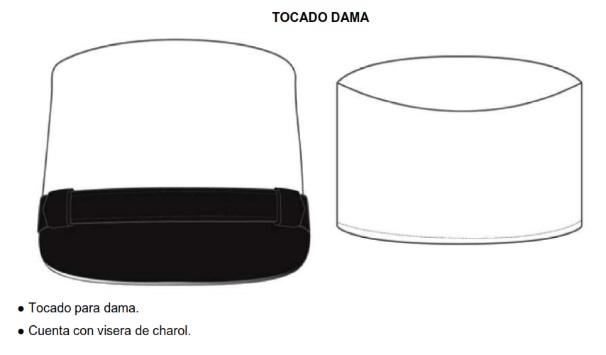 TOCADO DAMA
● Tocado para dama.
● Cuenta con visera de charol.